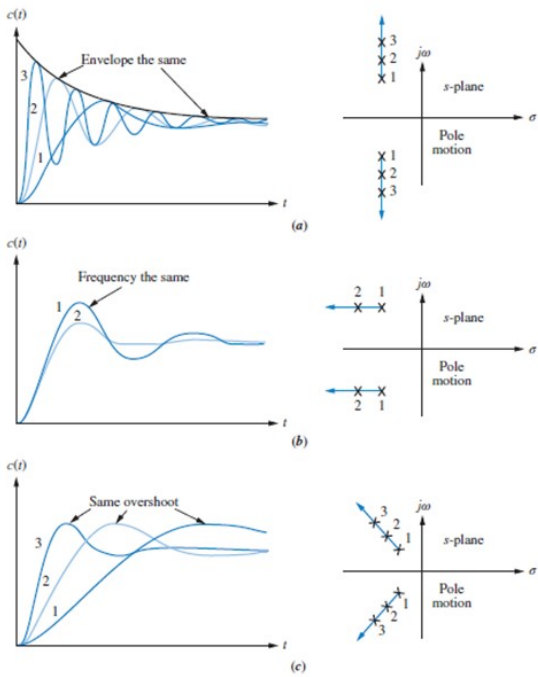 c(t)
Envelope the same
3
2
1
t
jω
3
2
1
s-plane
σ
Pole
motion
1
2
3
(a)
c(t)
Frequency the same
1
2
t
jω
2 1
s-plane
σ
Pole
motion
2 1
(b)
c(t)
Same overshoot
3
2
1
t
jω
3
2
1
s-plane
σ
Pole
motion
1
2
3
(c)